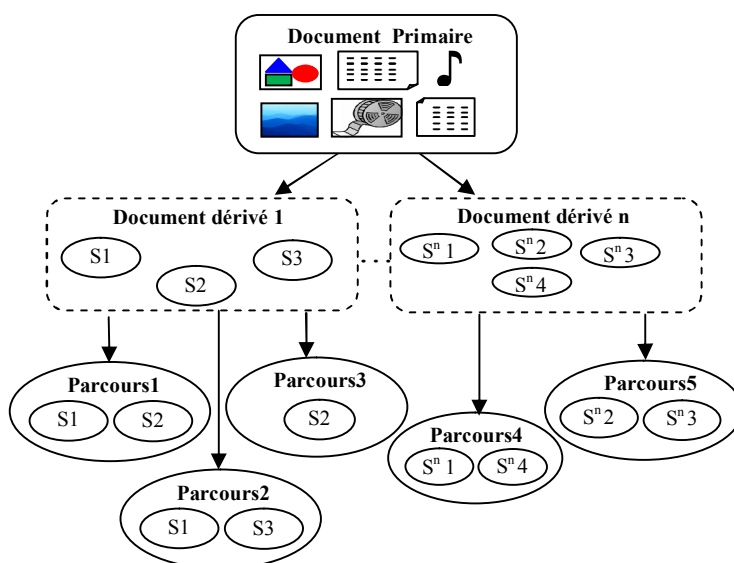 Document Primaire
Document dérivé 1
S1
S2
S3
Document dérivé n
Sⁿ 1
Sⁿ 2
Sⁿ 3
Sⁿ 4
Parcours1
S1 S2
Parcours2
S1 S3
Parcours3
S2
Parcours4
Sⁿ 1 Sⁿ 4
Parcours5
Sⁿ 2 Sⁿ 3